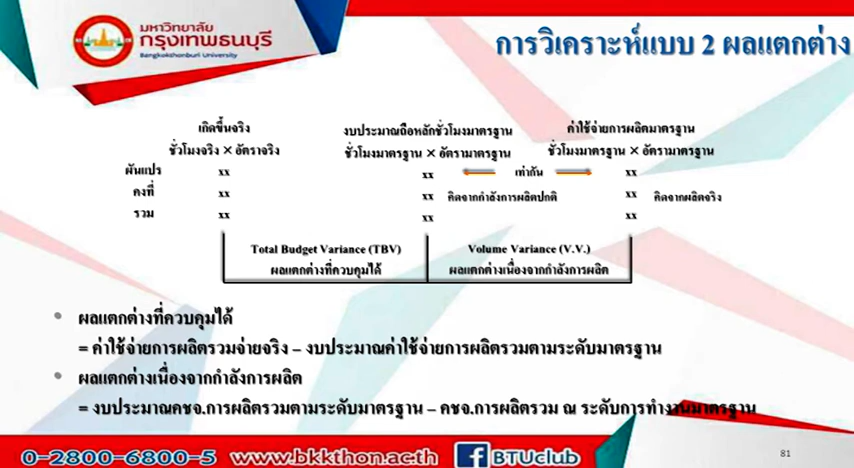 มหาวิทยาลัย
กรุงเทพธนบุรี
Bangkokthonburi University
การวิเคราะห์แบบ 2 ผลแตกต่าง
เกิดขึ้นจริง งบประมาณถือหลักชั่วโมงมาตรฐาน ค่าใช้จ่ายการผลิตมาตรฐาน
ชั่วโมงจริง × อัตราจริง ชั่วโมงมาตรฐาน × อัตรามาตรฐาน ชั่วโมงมาตรฐาน × อัตรามาตรฐาน
ผันแปร xx xx เท่ากัน xx
คงที่ xx xx คิดจากกำลังการผลิตปกติ xx คิดจากผลิตจริง
รวม xx xx xx
Total Budget Variance (TBV) Volume Variance (V.V.)
ผลแตกต่างที่ควบคุมได้ ผลแตกต่างเนื่องจากกำลังการผลิต
• ผลแตกต่างที่ควบคุมได้
= ค่าใช้จ่ายการผลิตรวมจ่ายจริง – งบประมาณค่าใช้จ่ายการผลิตรวมตามระดับมาตรฐาน
• ผลแตกต่างเนื่องจากกำลังการผลิต
= งบประมาณคชจ.การผลิตรวมตามระดับมาตรฐาน – คชจ.การผลิตรวม ณ ระดับการทำงานมาตรฐาน
0-2800-6800-5 www.bkkthon.ac.th f BTUclub 81